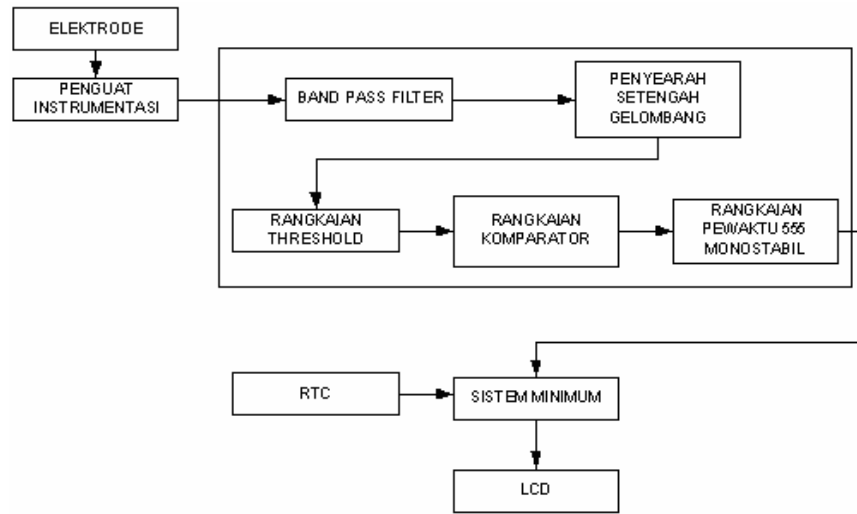 ELEKTRODE
PENGUAT
INSTRUMENTASI
BAND PASS FILTER
PENYEARAH
SETENGAH
GELOMBANG
RANGKAIAN
THRESHOLD
RANGKAIAN
KOMPARATOR
RANGKAIAN
PEWAKTU 555
MONOSTABIL
RTC
SISTEM MINIMUM
LCD